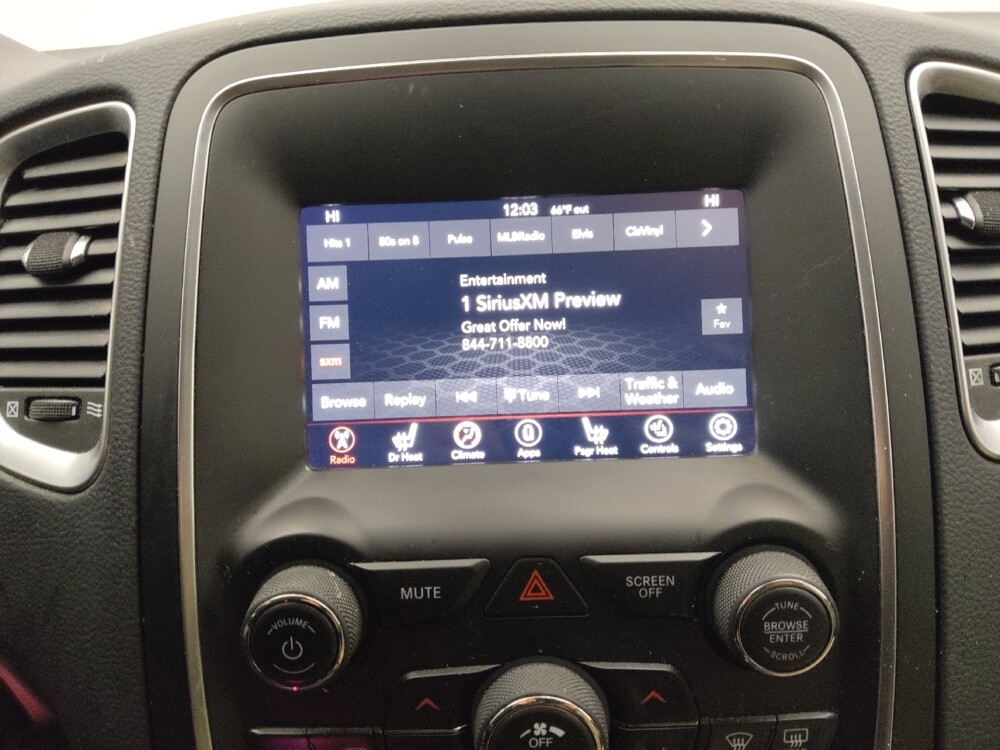 HI 12:03 66°F out HI
Hits 1 80s on 8 Pulse MLBRadio Elvis ClsVinyl
AM
FM
sxm
Entertainment
1 SiriusXM Preview
Great Offer Now!
844-711-8800
Fav
Browse Replay Tune Traffic & Weather Audio
Radio Dr Heat Climate Apps Psgr Heat Controls Settings
MUTE
SCREEN
OFF
VOLUME
TUNE
BROWSE
ENTER
SCROLL
OFF